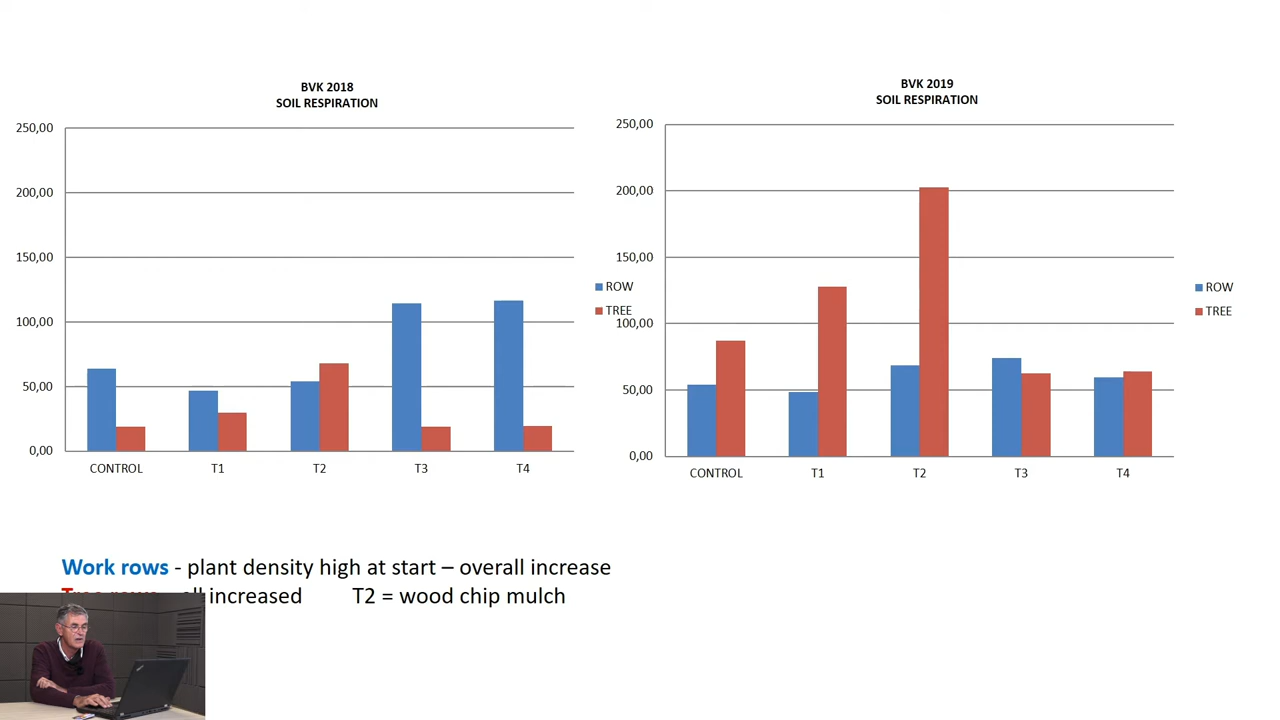 BVK 2018
SOIL RESPIRATION
250,00
200,00
150,00
100,00
50,00
0,00
CONTROL T1 T2 T3 T4
ROW
TREE
BVK 2019
SOIL RESPIRATION
250,00
200,00
150,00
100,00
50,00
0,00
CONTROL T1 T2 T3 T4
ROW
TREE
Work rows - plant density high at start – overall increase
increased T2 = wood chip mulch